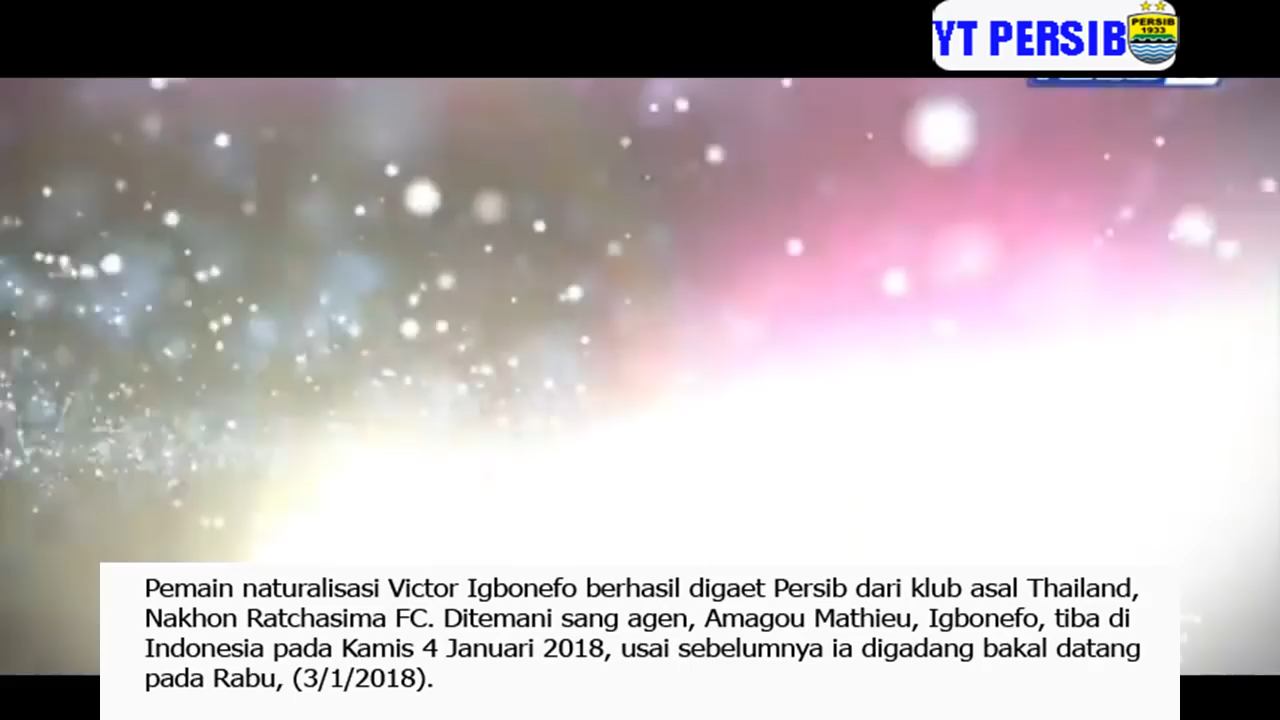 YT PERSIB
PERSIB
1933
Pemain naturalisasi Victor Igbonefo berhasil digaet Persib dari klub asal Thailand,
Nakhon Ratchasima FC. Ditemani sang agen, Amagou Mathieu, Igbonefo, tiba di
Indonesia pada Kamis 4 Januari 2018, usai sebelumnya ia digadang bakal datang
pada Rabu, (3/1/2018).